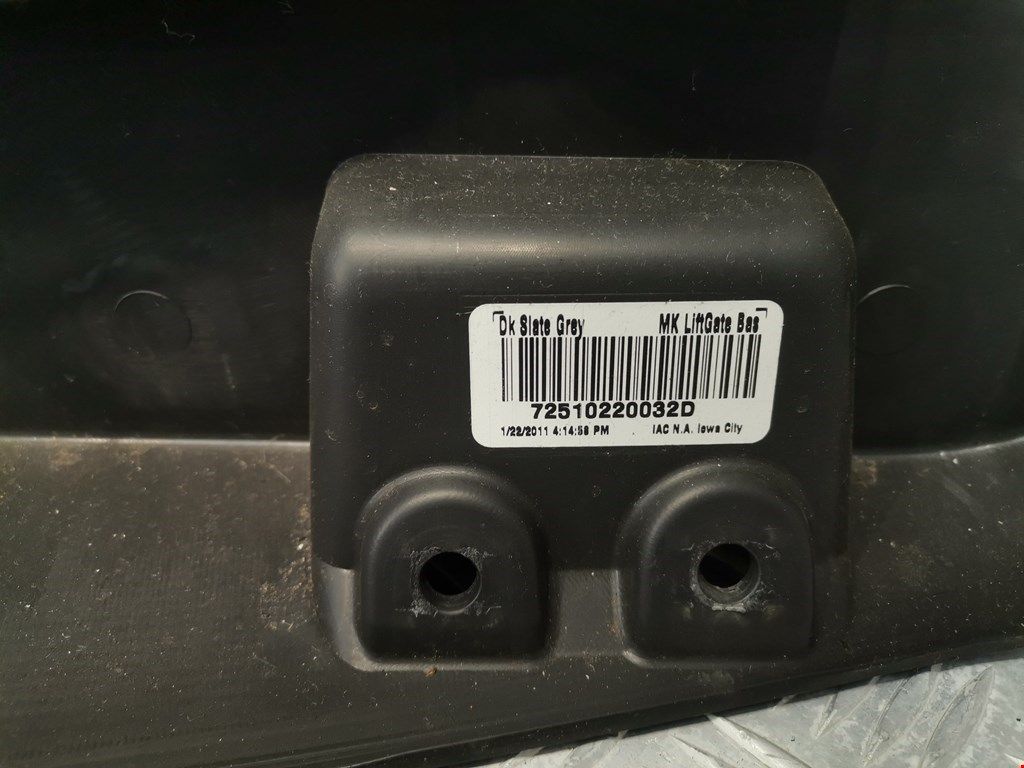 Dk Slate Grey MK LiftGate Bas
72510220032D
1/22/2011 4:14:58 PM IAC N.A. Iowa City